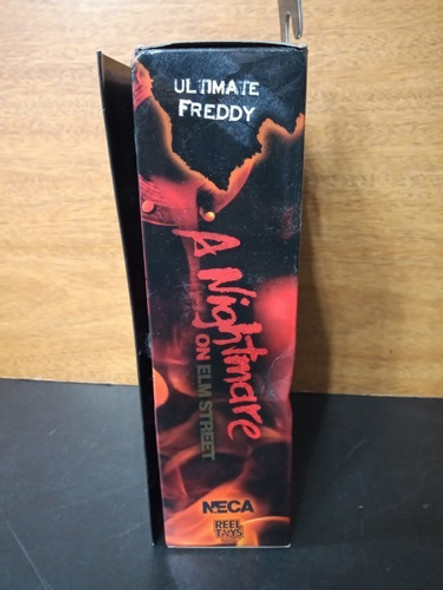 ULTIMATE
FREDDY
A Nightmare
ON ELM STREET
NECA
REEL
TOYS